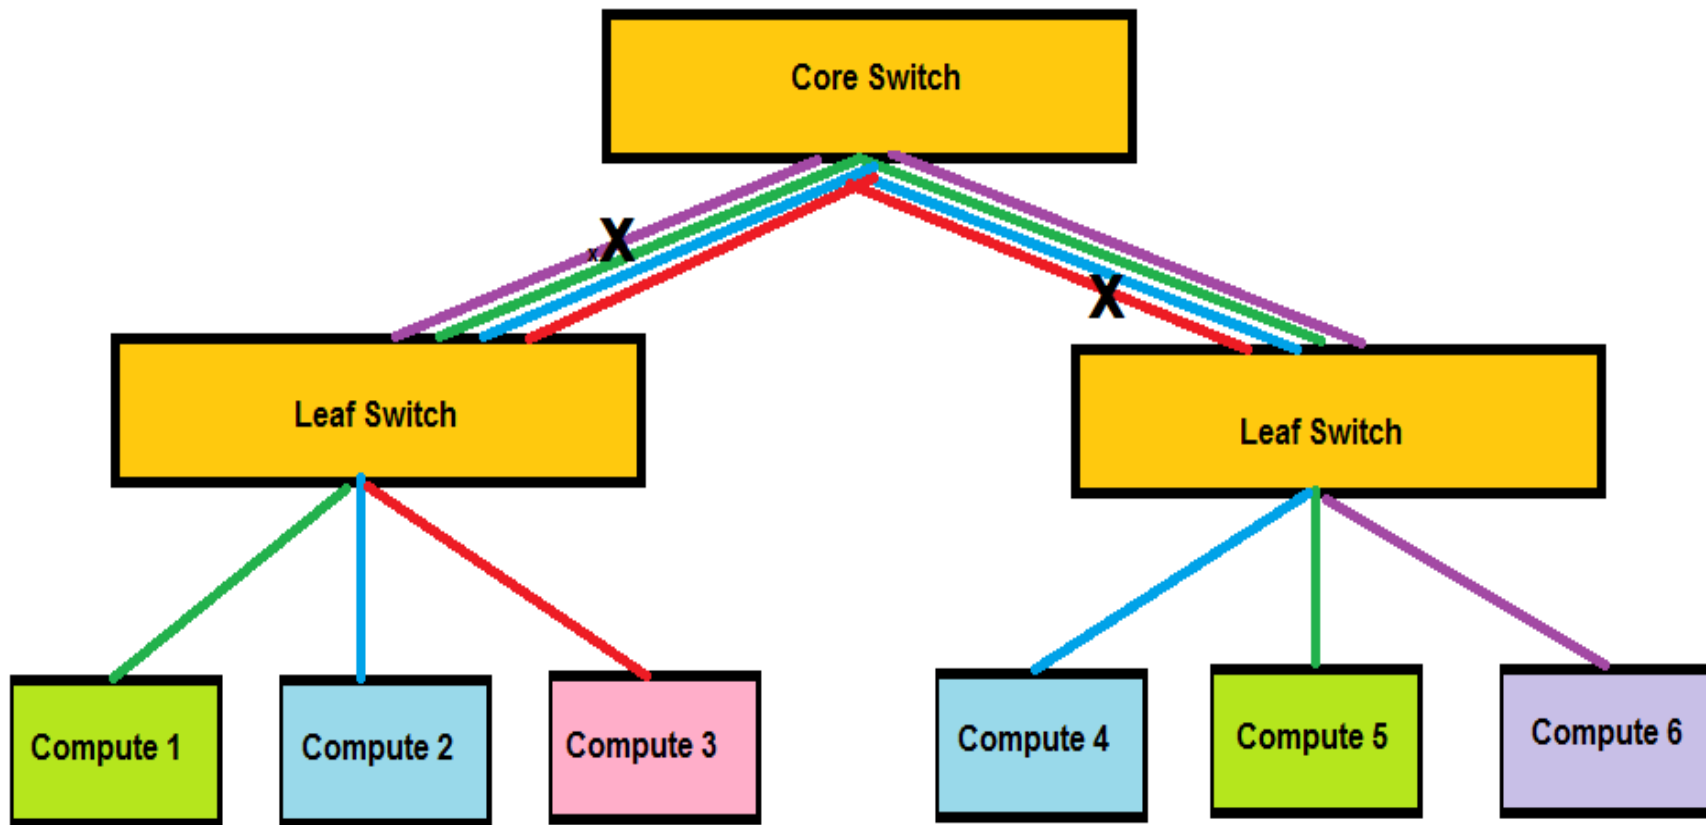 Core Switch
x X
X
Leaf Switch
Leaf Switch
Compute 1
Compute 2
Compute 3
Compute 4
Compute 5
Compute 6